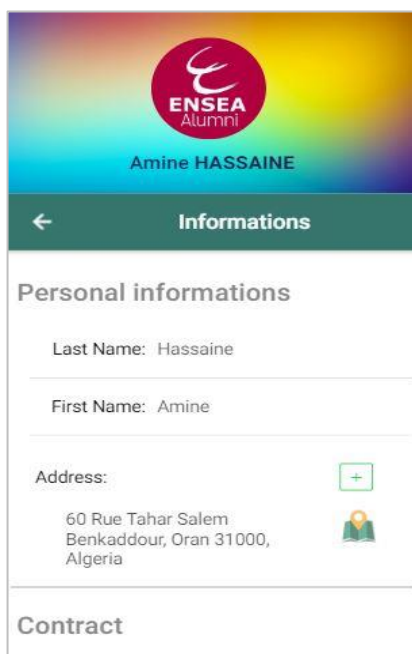 ENSEA
Alumni
Amine HASSAINE
← Informations
Personal informations
Last Name: Hassaine
First Name: Amine
Address: +
60 Rue Tahar Salem
Benkaddour, Oran 31000,
Algeria
Contract